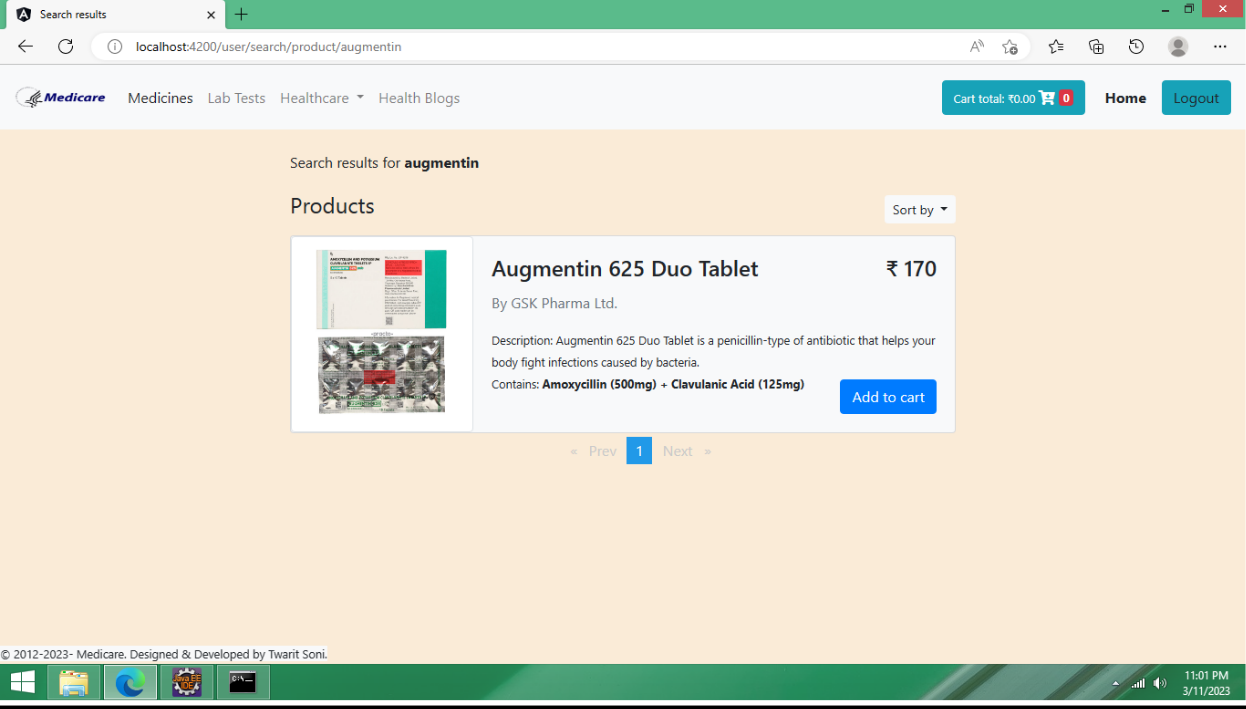 Search results
localhost:4200/user/search/product/augmentin
Medicare Medicines Lab Tests Healthcare Health Blogs Cart total: ₹0.00 0 Home Logout
Search results for augmentin
Products Sort by
Augmentin 625 Duo Tablet ₹ 170
By GSK Pharma Ltd.
Description: Augmentin 625 Duo Tablet is a penicillin-type of antibiotic that helps your
body fight infections caused by bacteria.
Contains: Amoxycillin (500mg) + Clavulanic Acid (125mg)
Add to cart
« Prev 1 Next »
© 2012-2023- Medicare. Designed & Developed by Twarit Soni.
Java EE
IDE
C:\_
11:01 PM
3/11/2023